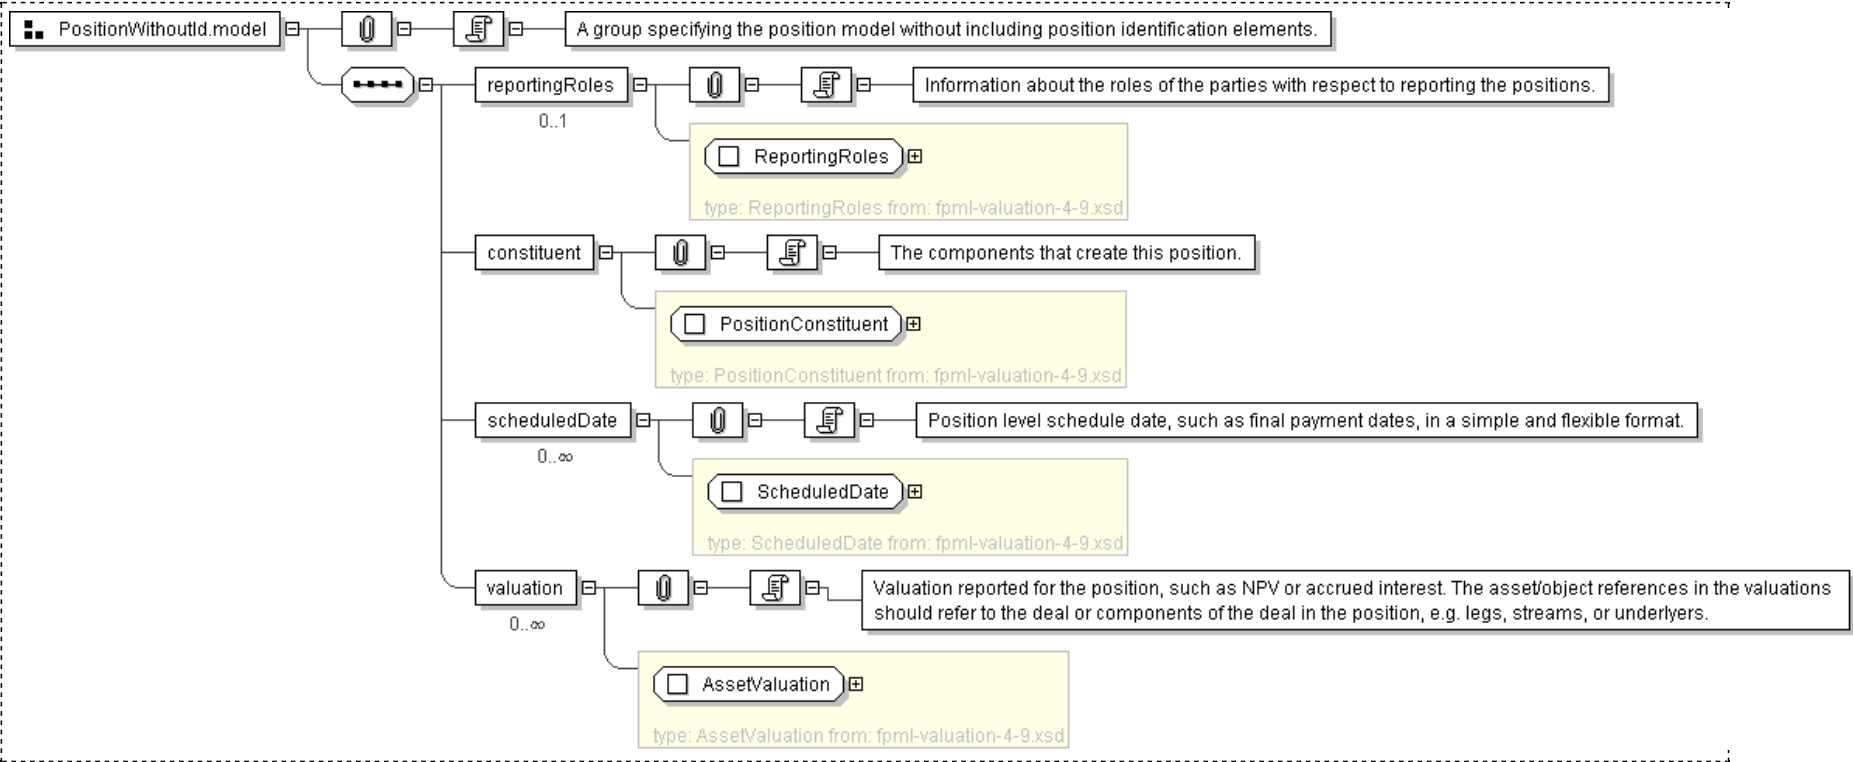 PositionWithoutId.model
A group specifying the position model without including position identification elements.
reportingRoles
Information about the roles of the parties with respect to reporting the positions.
0..1
ReportingRoles
type: ReportingRoles from: fpml-valuation-4-9.xsd
constituent
The components that create this position.
PositionConstituent
type: PositionConstituent from: fpml-valuation-4-9.xsd
scheduledDate
Position level schedule date, such as final payment dates, in a simple and flexible format.
0..∞
ScheduledDate
type: ScheduledDate from: fpml-valuation-4-9.xsd
valuation
Valuation reported for the position, such as NPV or accrued interest. The asset/object references in the valuations
should refer to the deal or components of the deal in the position, e.g. legs, streams, or underlyers.
0..∞
AssetValuation
type: AssetValuation from: fpml-valuation-4-9.xsd